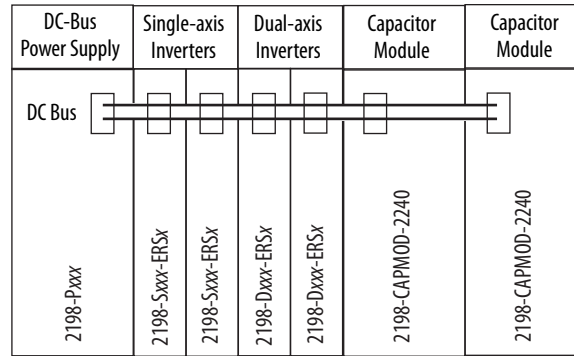 DC-Bus
Power Supply
Single-axis
Inverters
Dual-axis
Inverters
Capacitor
Module
Capacitor
Module
DC Bus
2198-Pxxx
2198-Sxxx-ERSx
2198-Sxxx-ERSx
2198-Dxxx-ERSx
2198-Dxxx-ERSx
2198-CAPMOD-2240
2198-CAPMOD-2240